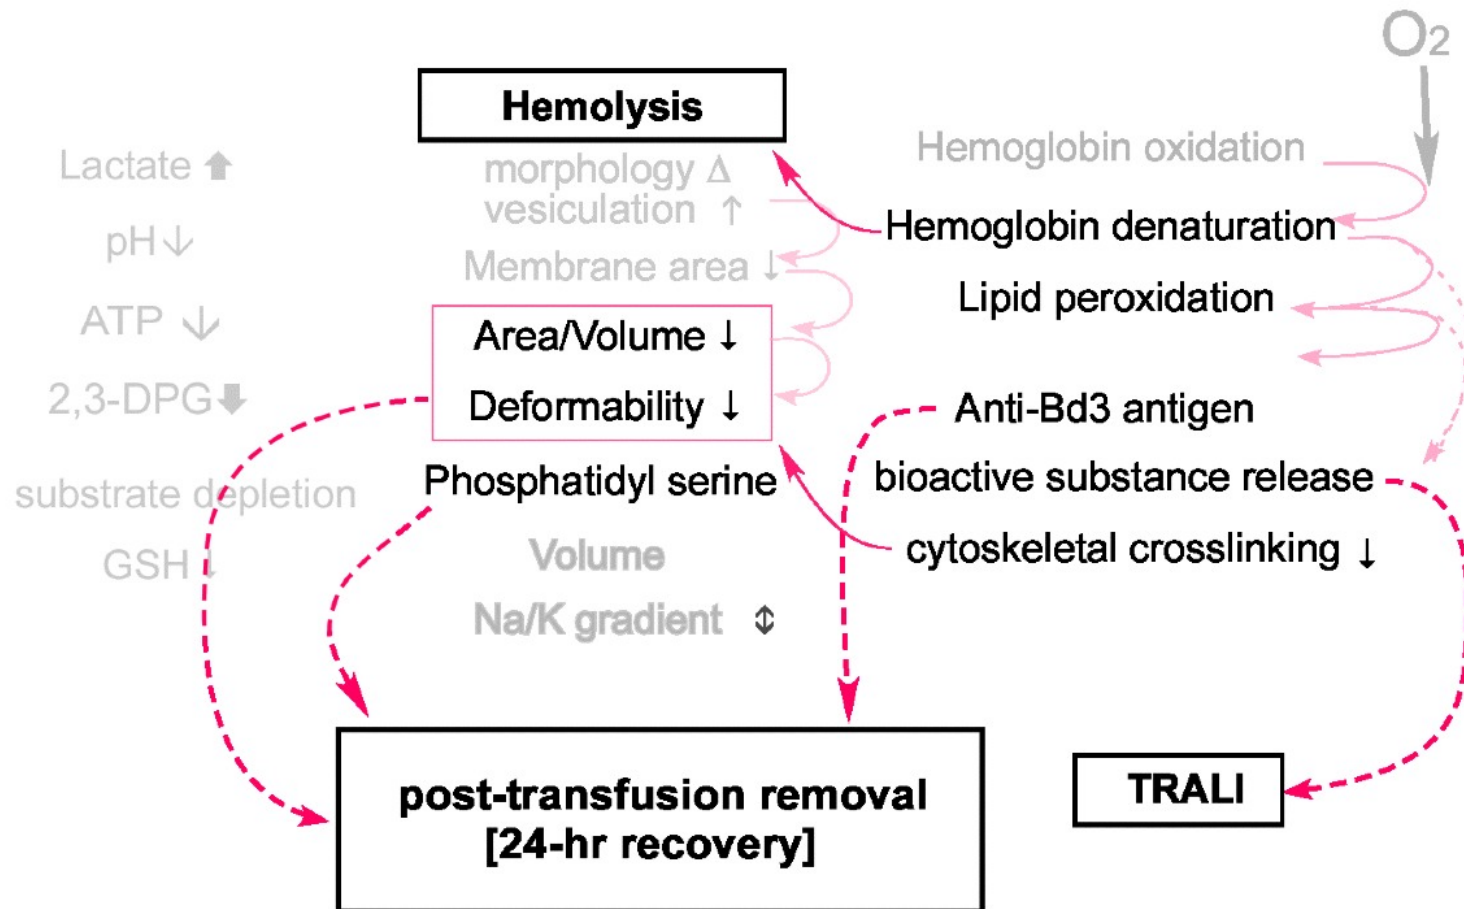 O2
Hemolysis
Lactate ↑
pH ↓
ATP ↓
2,3-DPG ↓
substrate depletion
GSH ↓
morphology Δ
vesiculation ↑
Membrane area ↓
Area/Volume ↓
Deformability ↓
Phosphatidyl serine
Volume
Na/K gradient ↕
Hemoglobin oxidation
Hemoglobin denaturation
Lipid peroxidation
Anti-Bd3 antigen
bioactive substance release
cytoskeletal crosslinking ↓
post-transfusion removal
[24-hr recovery]
TRALI